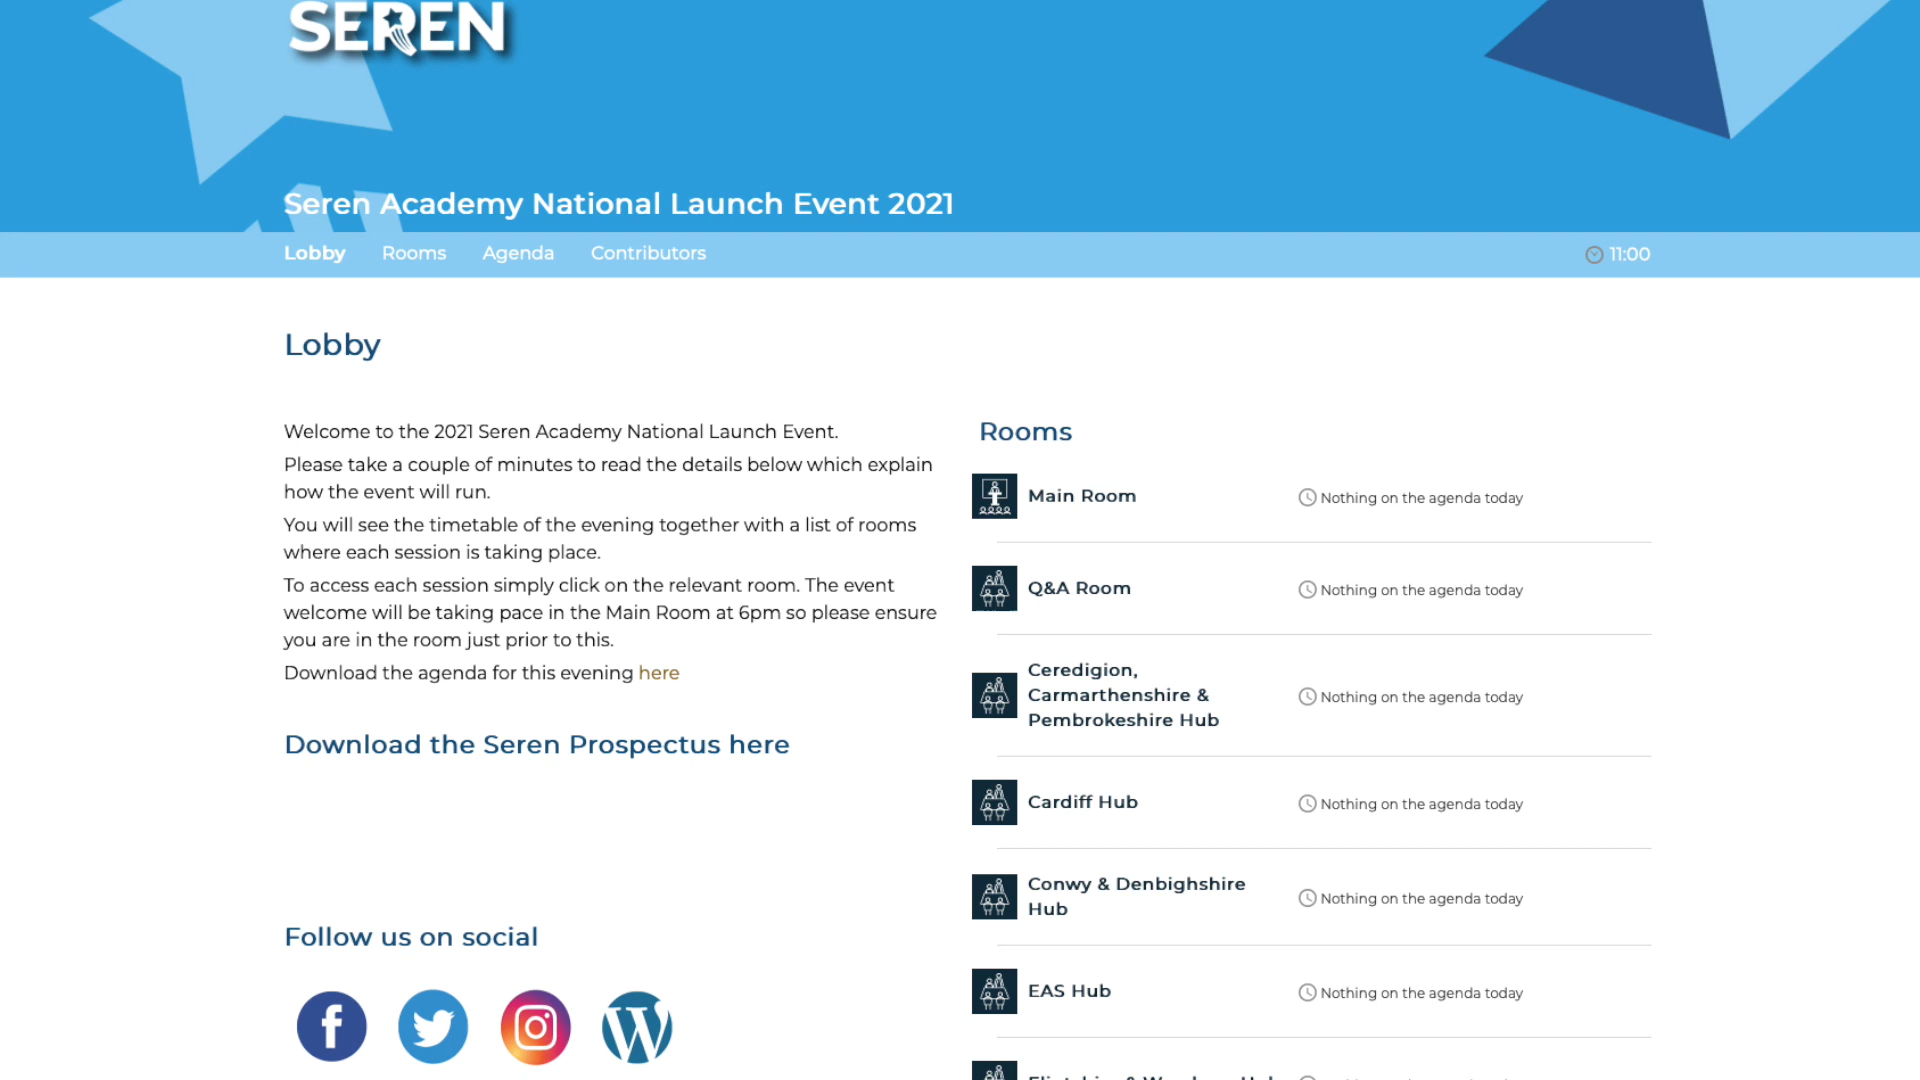 SEREN
Seren Academy National Launch Event 2021
Lobby Rooms Agenda Contributors 11:00
Lobby
Welcome to the 2021 Seren Academy National Launch Event.
Please take a couple of minutes to read the details below which explain
how the event will run.
You will see the timetable of the evening together with a list of rooms
where each session is taking place.
To access each session simply click on the relevant room. The event
welcome will be taking pace in the Main Room at 6pm so please ensure
you are in the room just prior to this.
Download the agenda for this evening here
Download the Seren Prospectus here
Follow us on social
Rooms
Main Room Nothing on the agenda today
Q&A Room Nothing on the agenda today
Ceredigion,
Carmarthenshire &
Pembrokeshire Hub
Nothing on the agenda today
Cardiff Hub Nothing on the agenda today
Conwy & Denbighshire
Hub
Nothing on the agenda today
EAS Hub Nothing on the agenda today